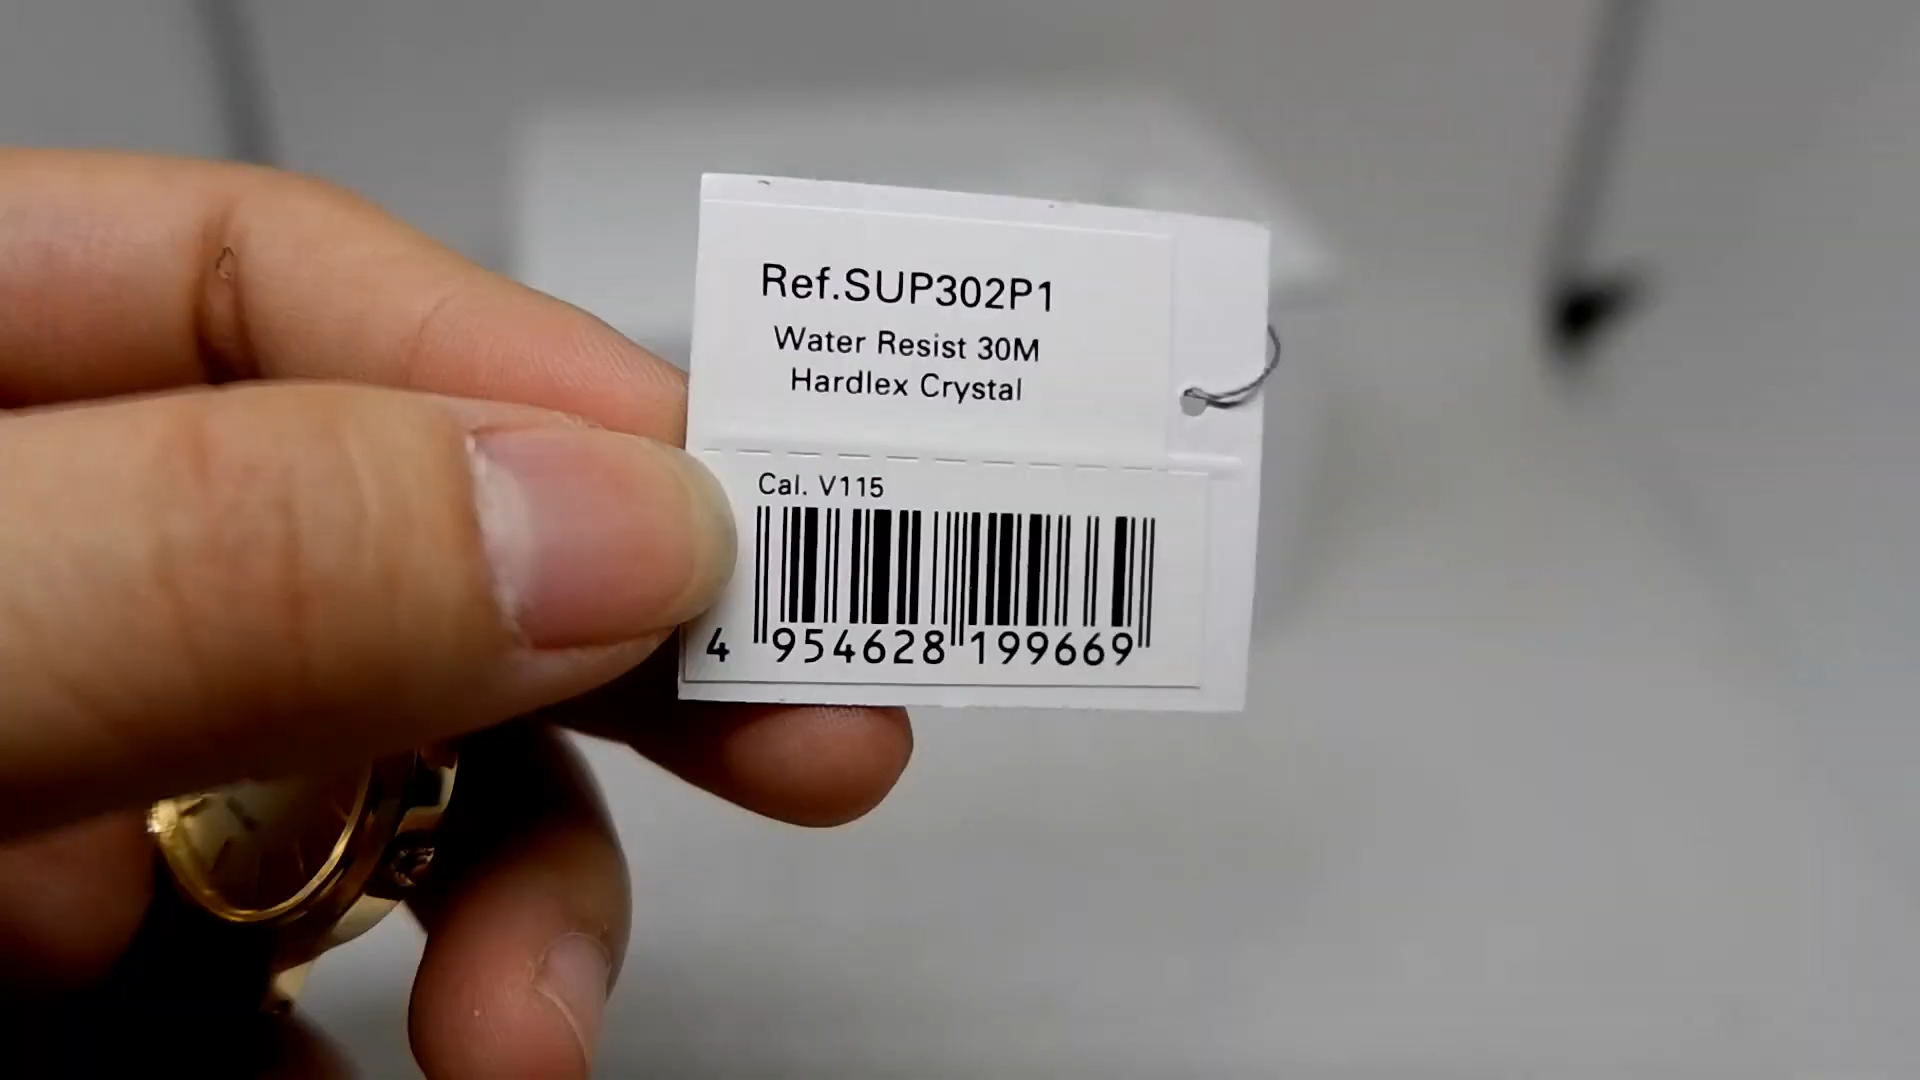 Ref.SUP302P1
Water Resist 30M
Hardlex Crystal
Cal. V115
4 954628 199669